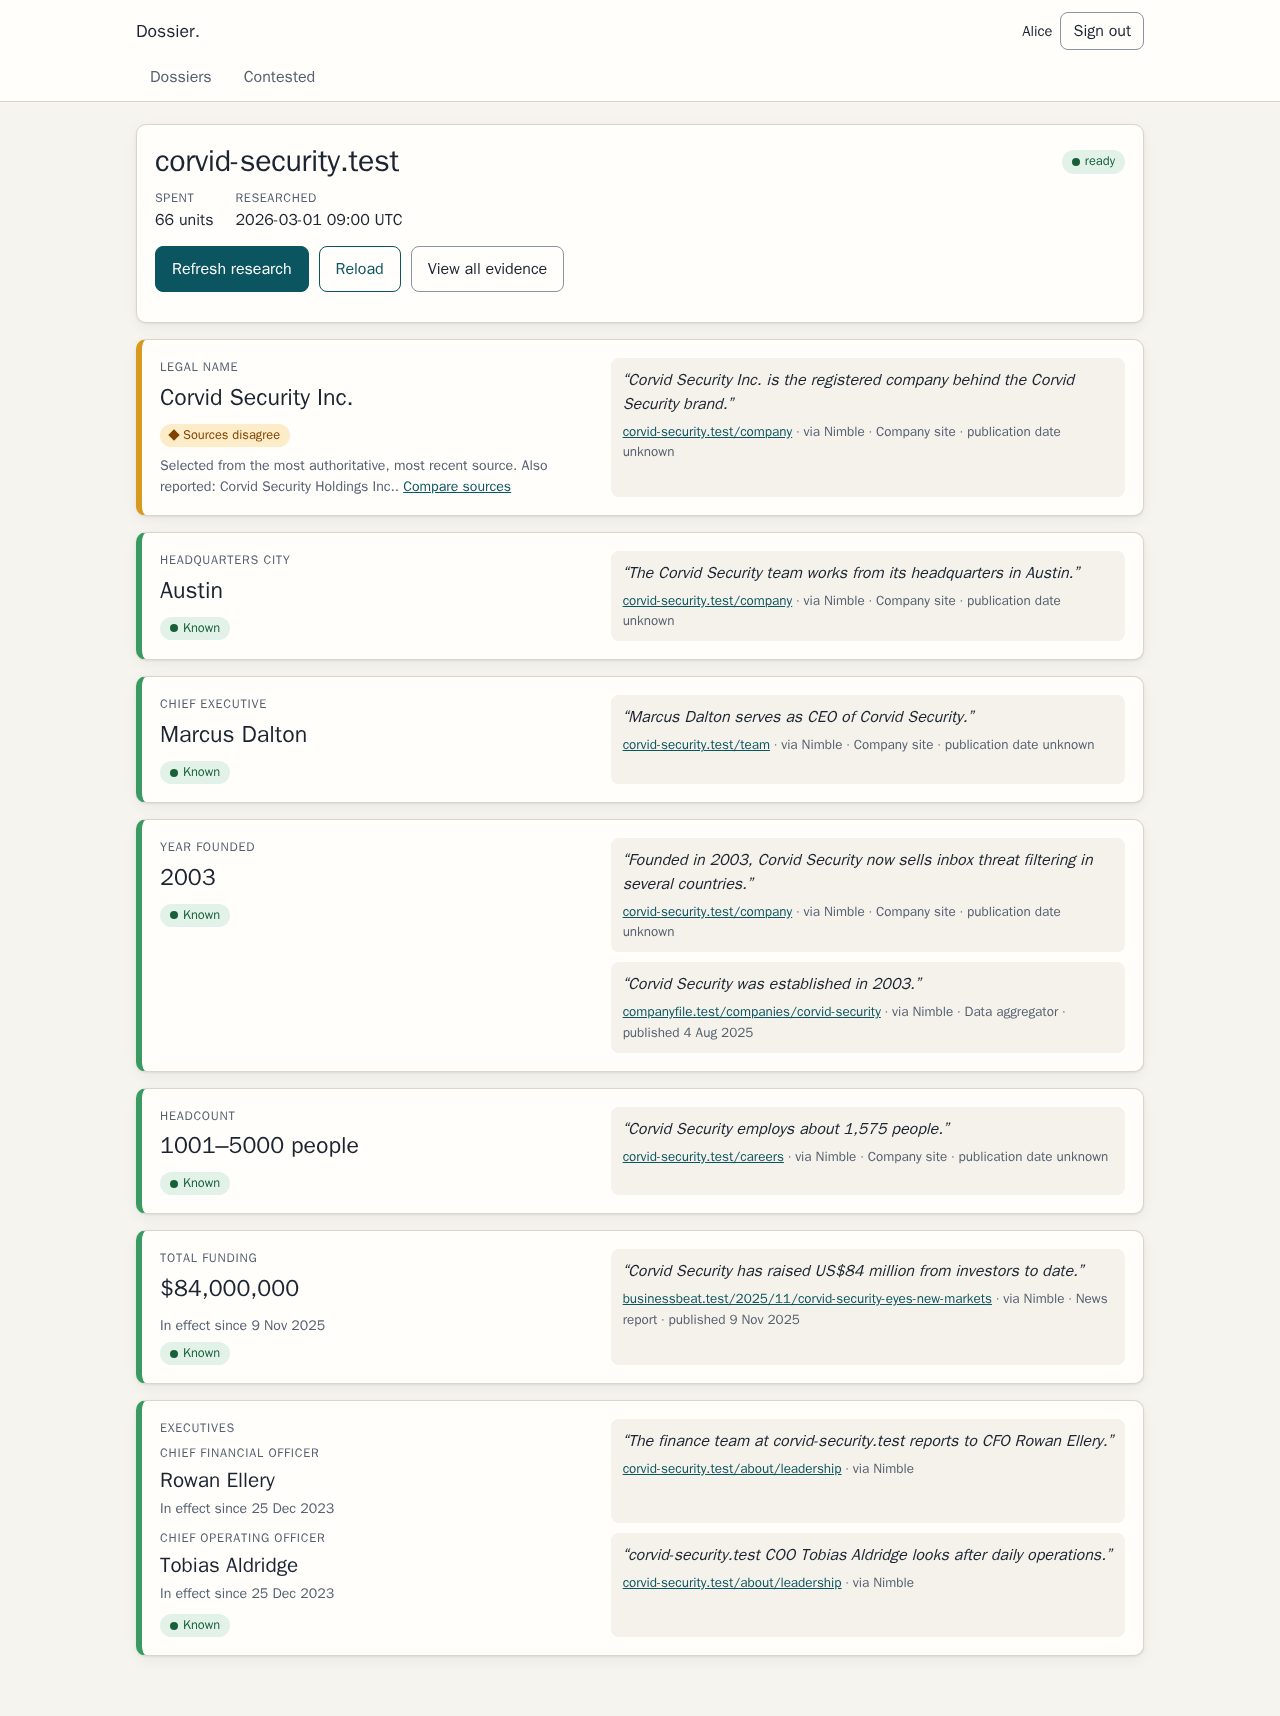 Dossier.
Alice
Sign out
Dossiers
Contested
corvid-security.test
ready
SPENT
RESEARCHED
66 units
2026-03-01 09:00 UTC
Refresh research
Reload
View all evidence
LEGAL NAME
Corvid Security Inc.
Sources disagree
Selected from the most authoritative, most recent source. Also
reported: Corvid Security Holdings Inc.. Compare sources
“Corvid Security Inc. is the registered company behind the Corvid
Security brand.”
corvid-security.test/company · via Nimble · Company site · publication date
unknown
HEADQUARTERS CITY
Austin
Known
“The Corvid Security team works from its headquarters in Austin.”
corvid-security.test/company · via Nimble · Company site · publication date
unknown
CHIEF EXECUTIVE
Marcus Dalton
Known
“Marcus Dalton serves as CEO of Corvid Security.”
corvid-security.test/team · via Nimble · Company site · publication date unknown
YEAR FOUNDED
2003
Known
“Founded in 2003, Corvid Security now sells inbox threat filtering in
several countries.”
corvid-security.test/company · via Nimble · Company site · publication date
unknown
“Corvid Security was established in 2003.”
companyfile.test/companies/corvid-security · via Nimble · Data aggregator ·
published 4 Aug 2025
HEADCOUNT
1001–5000 people
Known
“Corvid Security employs about 1,575 people.”
corvid-security.test/careers · via Nimble · Company site · publication date unknown
TOTAL FUNDING
$84,000,000
In effect since 9 Nov 2025
Known
“Corvid Security has raised US$84 million from investors to date.”
businessbeat.test/2025/11/corvid-security-eyes-new-markets · via Nimble · News
report · published 9 Nov 2025
EXECUTIVES
CHIEF FINANCIAL OFFICER
Rowan Ellery
In effect since 25 Dec 2023
CHIEF OPERATING OFFICER
Tobias Aldridge
In effect since 25 Dec 2023
Known
“The finance team at corvid-security.test reports to CFO Rowan Ellery.”
corvid-security.test/about/leadership · via Nimble
“corvid-security.test COO Tobias Aldridge looks after daily operations.”
corvid-security.test/about/leadership · via Nimble